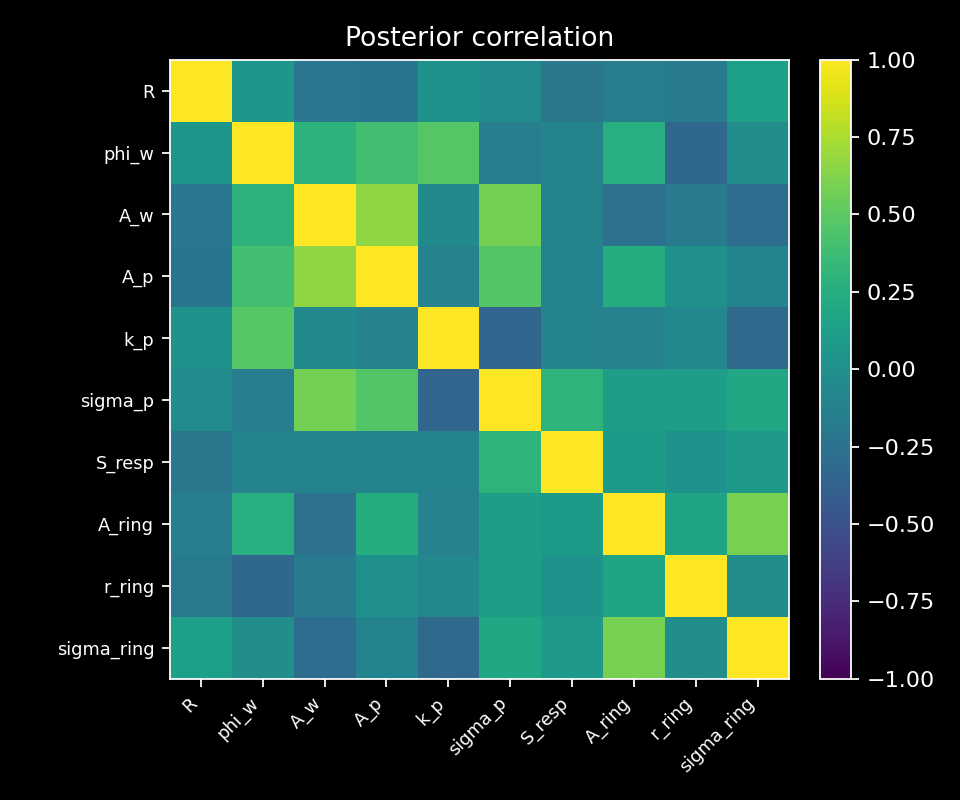 Posterior correlation
R
phi_w
A_w
A_p
k_p
sigma_p
S_resp
A_ring
r_ring
sigma_ring
R
phi_w
A_w
A_p
k_p
sigma_p
S_resp
A_ring
r_ring
sigma_ring
1.00
0.75
0.50
0.25
0.00
−0.25
−0.50
−0.75
−1.00